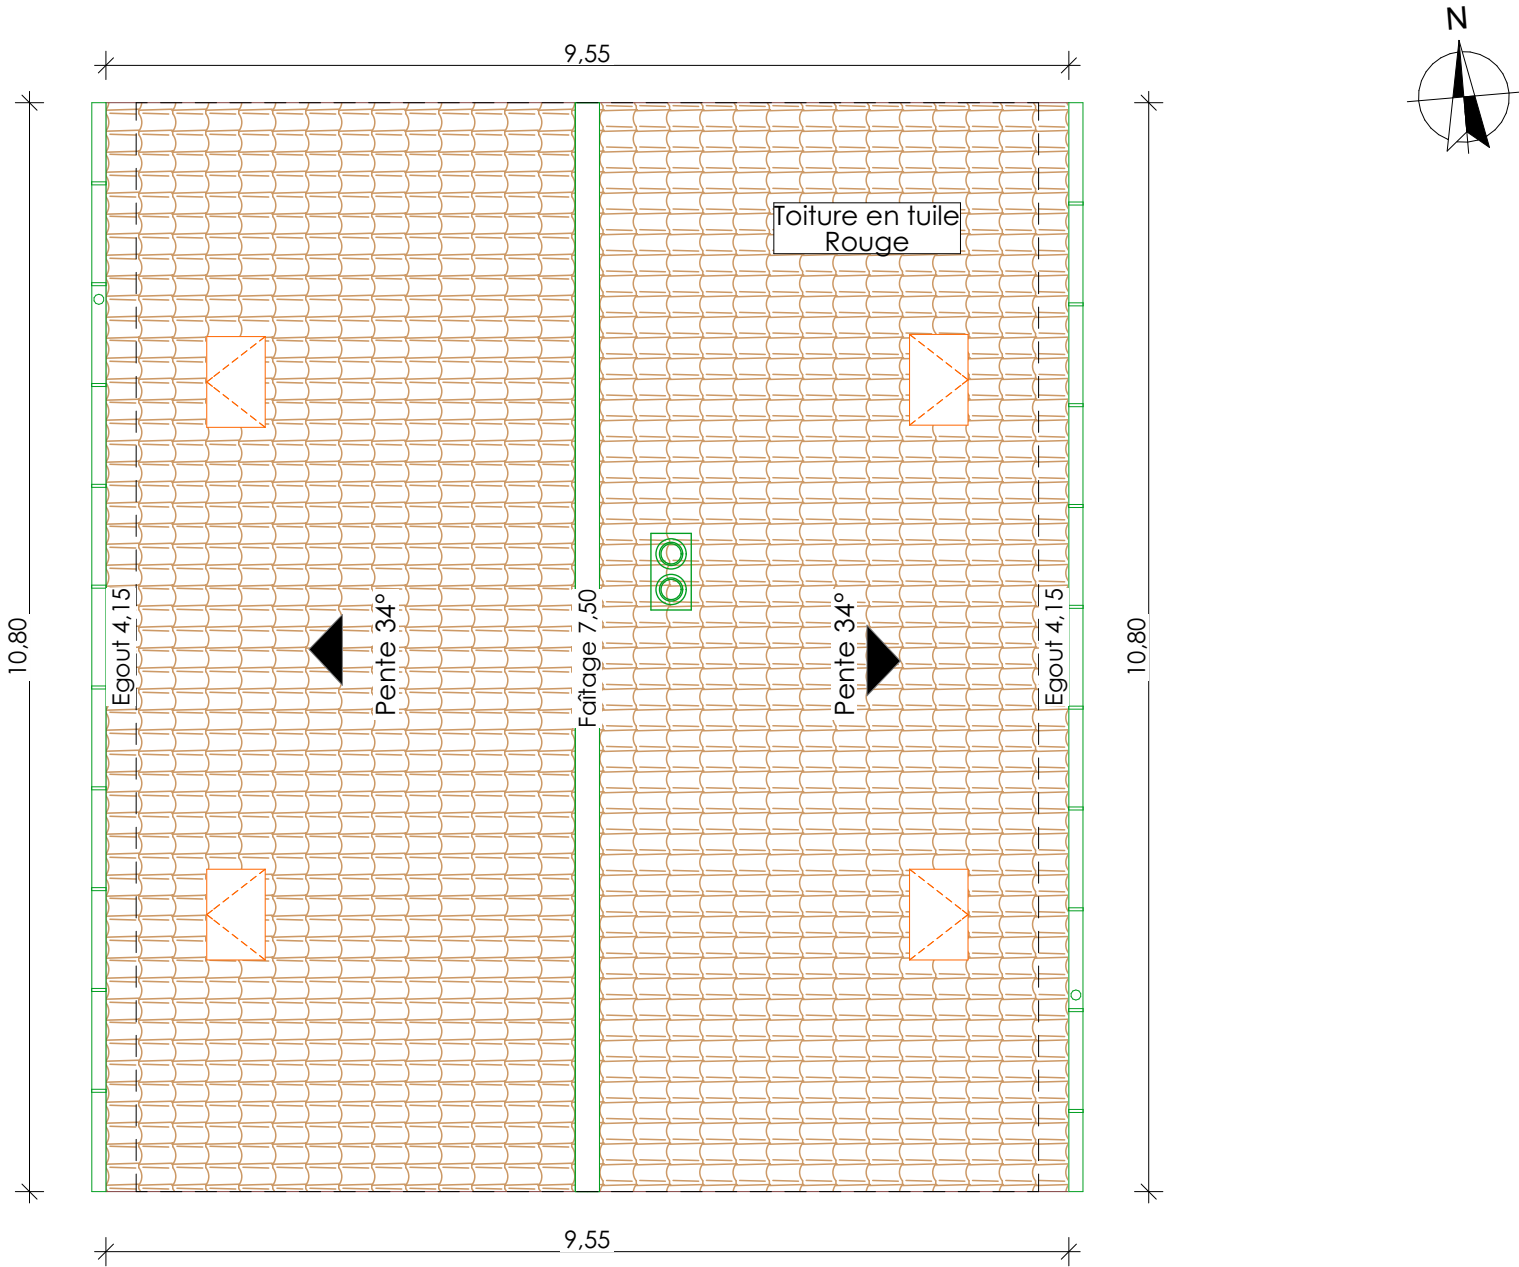 N
9,55
Toiture en tuile
Rouge
10,80
Egout 4,15
Pente 34°
Faîtage 7,50
Pente 34°
Egout 4,15
10,80
9,55